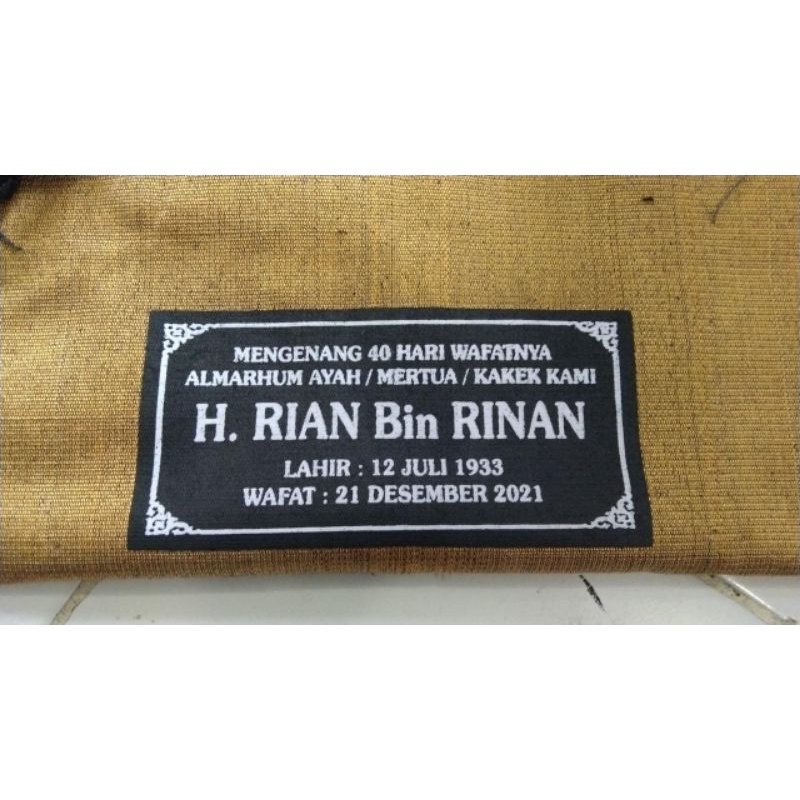 MENGENANG 40 HARI WAFATNYA
ALMARHUM AYAH / MERTUA / KAKEK KAMI
H. RIAN Bin RINAN
LAHIR : 12 JULI 1933
WAFAT : 21 DESEMBER 2021